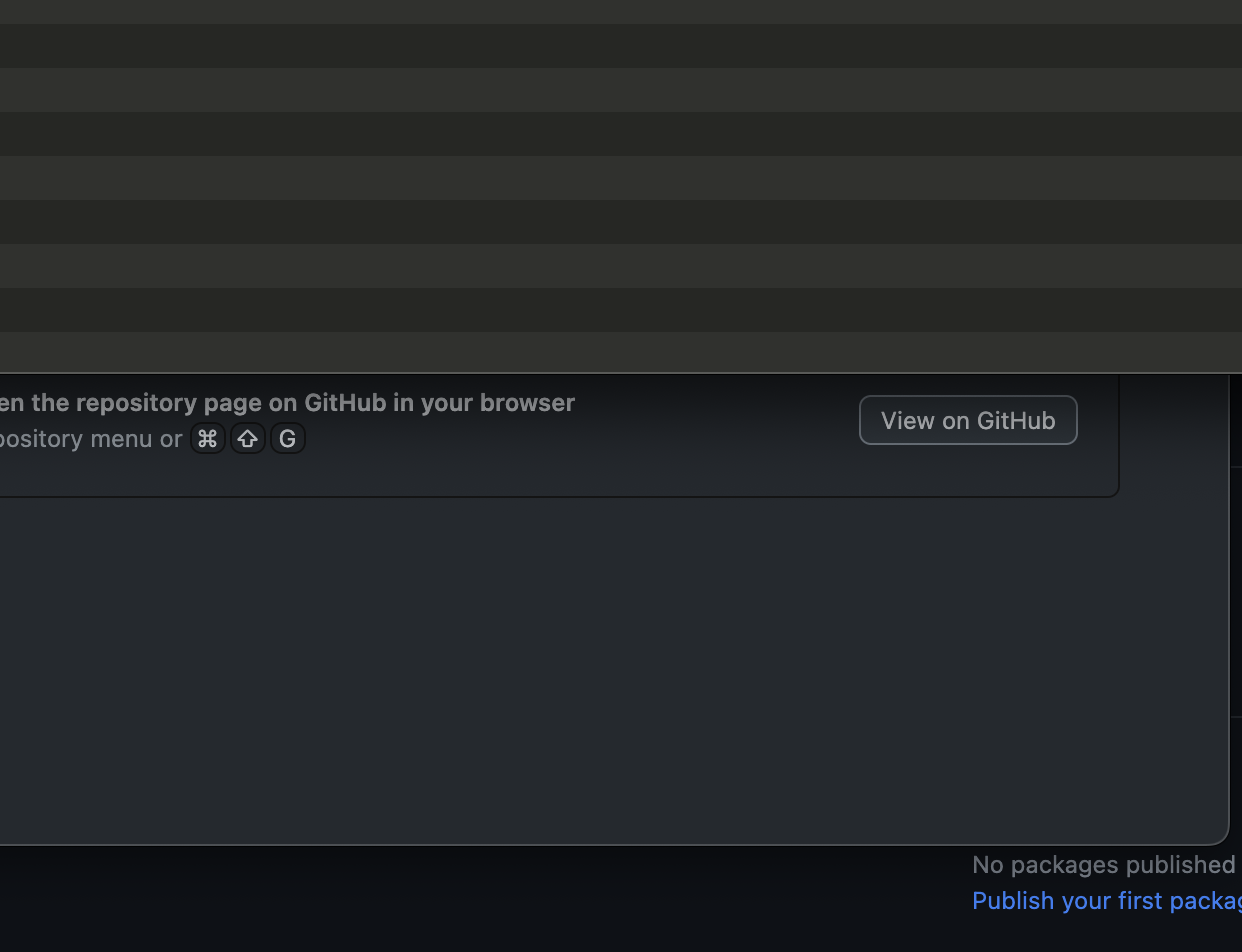 en the repository page on GitHub in your browser
pository menu or ⌘ ⇧ G
View on GitHub
No packages published
Publish your first packag